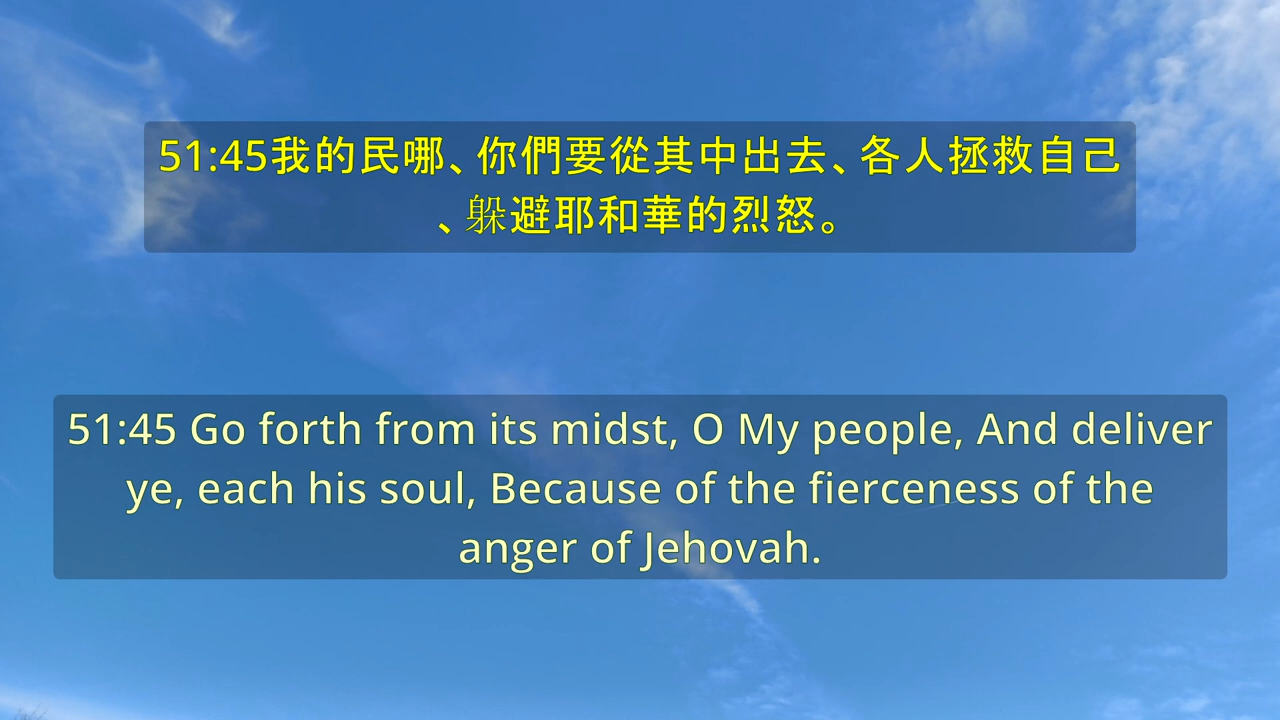 51:45我的民哪、你們要從其中出去、各人拯救自己
、躲避耶和華的烈怒。
51:45 Go forth from its midst, O My people, And deliver
ye, each his soul, Because of the fierceness of the
anger of Jehovah.